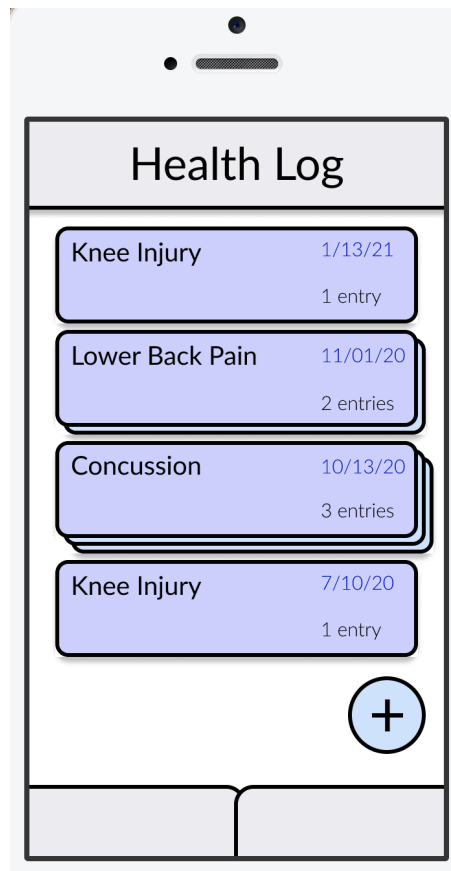 Health Log
Knee Injury 1/13/21
1 entry
Lower Back Pain 11/01/20
2 entries
Concussion 10/13/20
3 entries
Knee Injury 7/10/20
1 entry
+